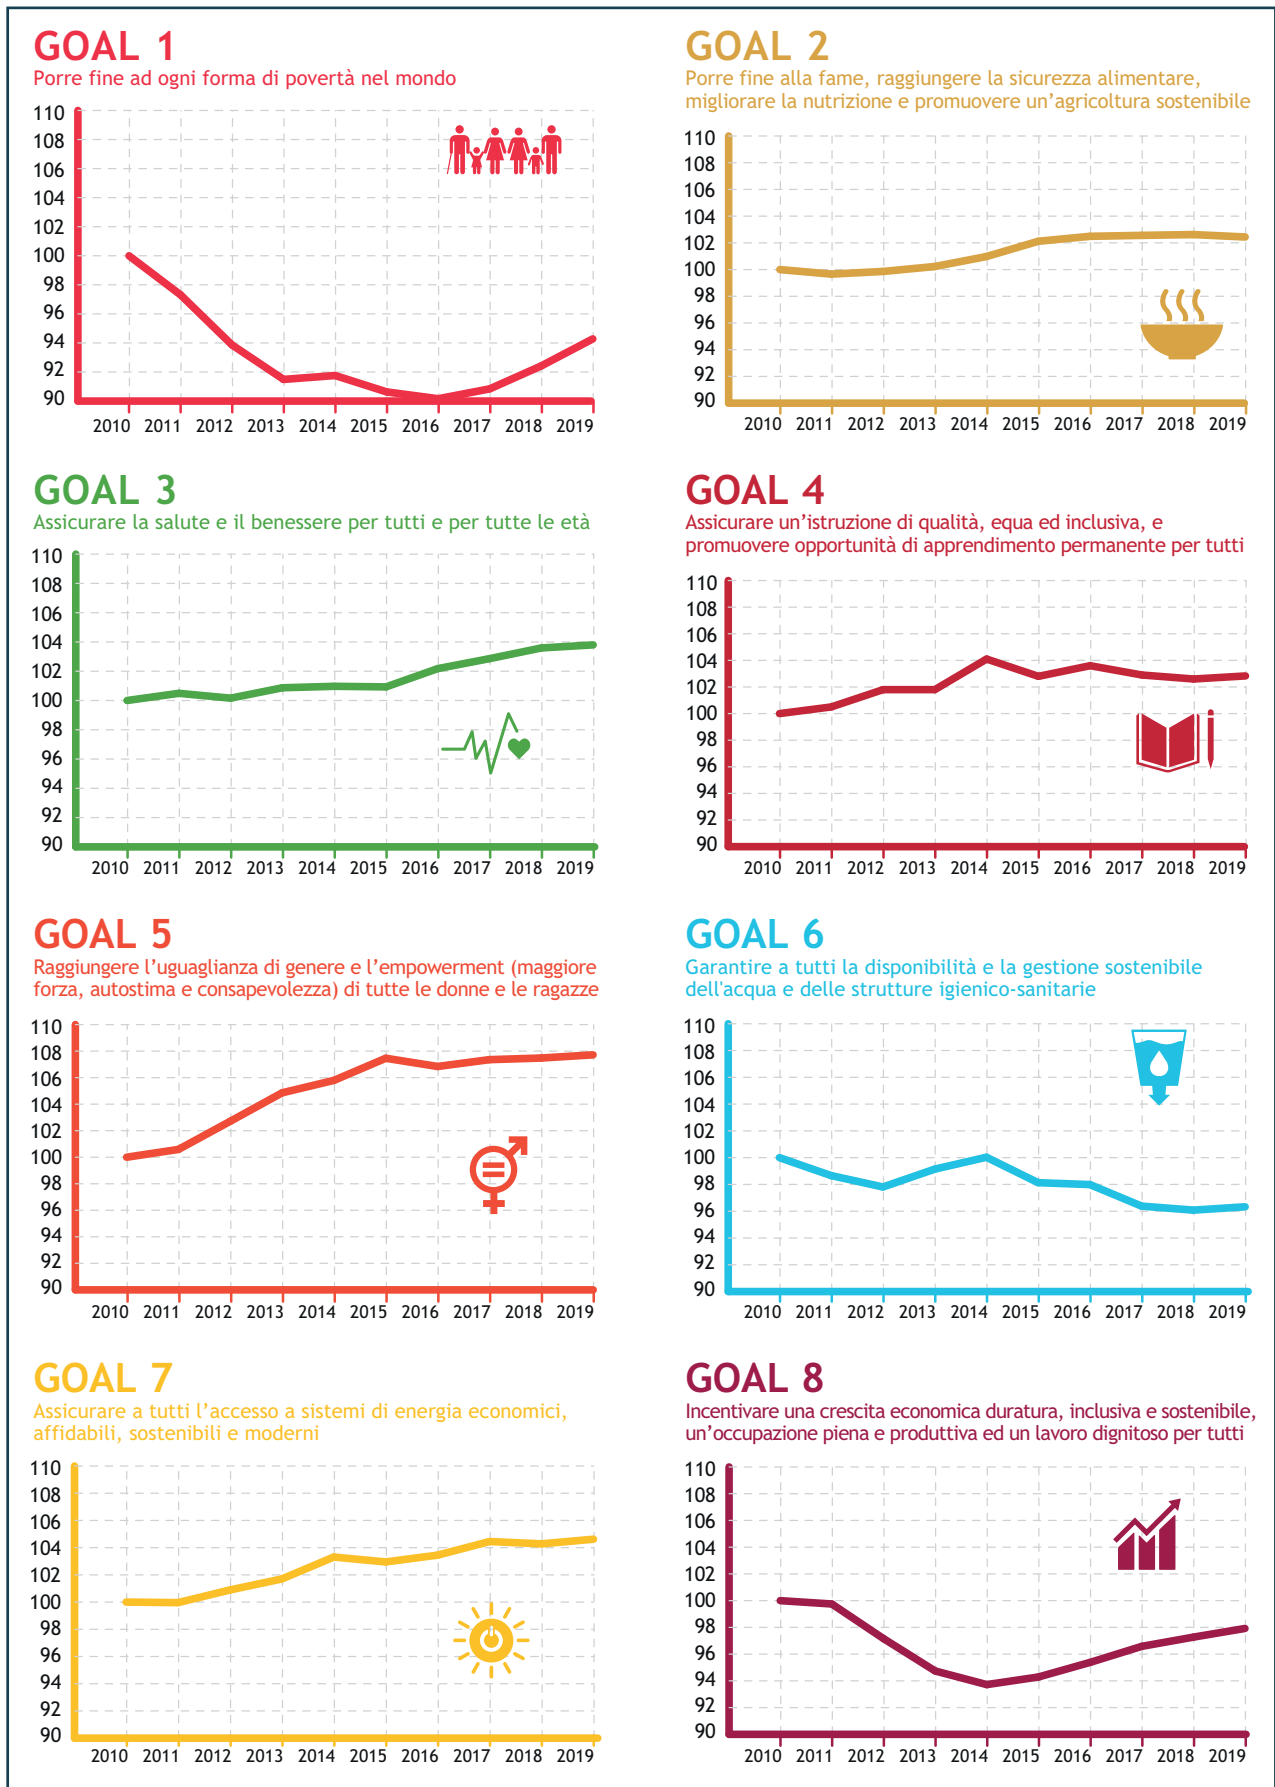 GOAL 1
Porre fine ad ogni forma di povertà nel mondo
110
108
106
104
102
100
98
96
94
92
90
2010 2011 2012 2013 2014 2015 2016 2017 2018 2019
GOAL 2
Porre fine alla fame, raggiungere la sicurezza alimentare,
migliorare la nutrizione e promuovere un’agricoltura sostenibile
110
108
106
104
102
100
98
96
94
92
90
2010 2011 2012 2013 2014 2015 2016 2017 2018 2019
GOAL 3
Assicurare la salute e il benessere per tutti e per tutte le età
110
108
106
104
102
100
98
96
94
92
90
2010 2011 2012 2013 2014 2015 2016 2017 2018 2019
GOAL 4
Assicurare un’istruzione di qualità, equa ed inclusiva, e
promuovere opportunità di apprendimento permanente per tutti
110
108
106
104
102
100
98
96
94
92
90
2010 2011 2012 2013 2014 2015 2016 2017 2018 2019
GOAL 5
Raggiungere l’uguaglianza di genere e l’empowerment (maggiore
forza, autostima e consapevolezza) di tutte le donne e le ragazze
110
108
106
104
102
100
98
96
94
92
90
2010 2011 2012 2013 2014 2015 2016 2017 2018 2019
GOAL 6
Garantire a tutti la disponibilità e la gestione sostenibile
dell'acqua e delle strutture igienico-sanitarie
110
108
106
104
102
100
98
96
94
92
90
2010 2011 2012 2013 2014 2015 2016 2017 2018 2019
GOAL 7
Assicurare a tutti l’accesso a sistemi di energia economici,
affidabili, sostenibili e moderni
110
108
106
104
102
100
98
96
94
92
90
2010 2011 2012 2013 2014 2015 2016 2017 2018 2019
GOAL 8
Incentivare una crescita economica duratura, inclusiva e sostenibile,
un’occupazione piena e produttiva ed un lavoro dignitoso per tutti
110
108
106
104
102
100
98
96
94
92
90
2010 2011 2012 2013 2014 2015 2016 2017 2018 2019